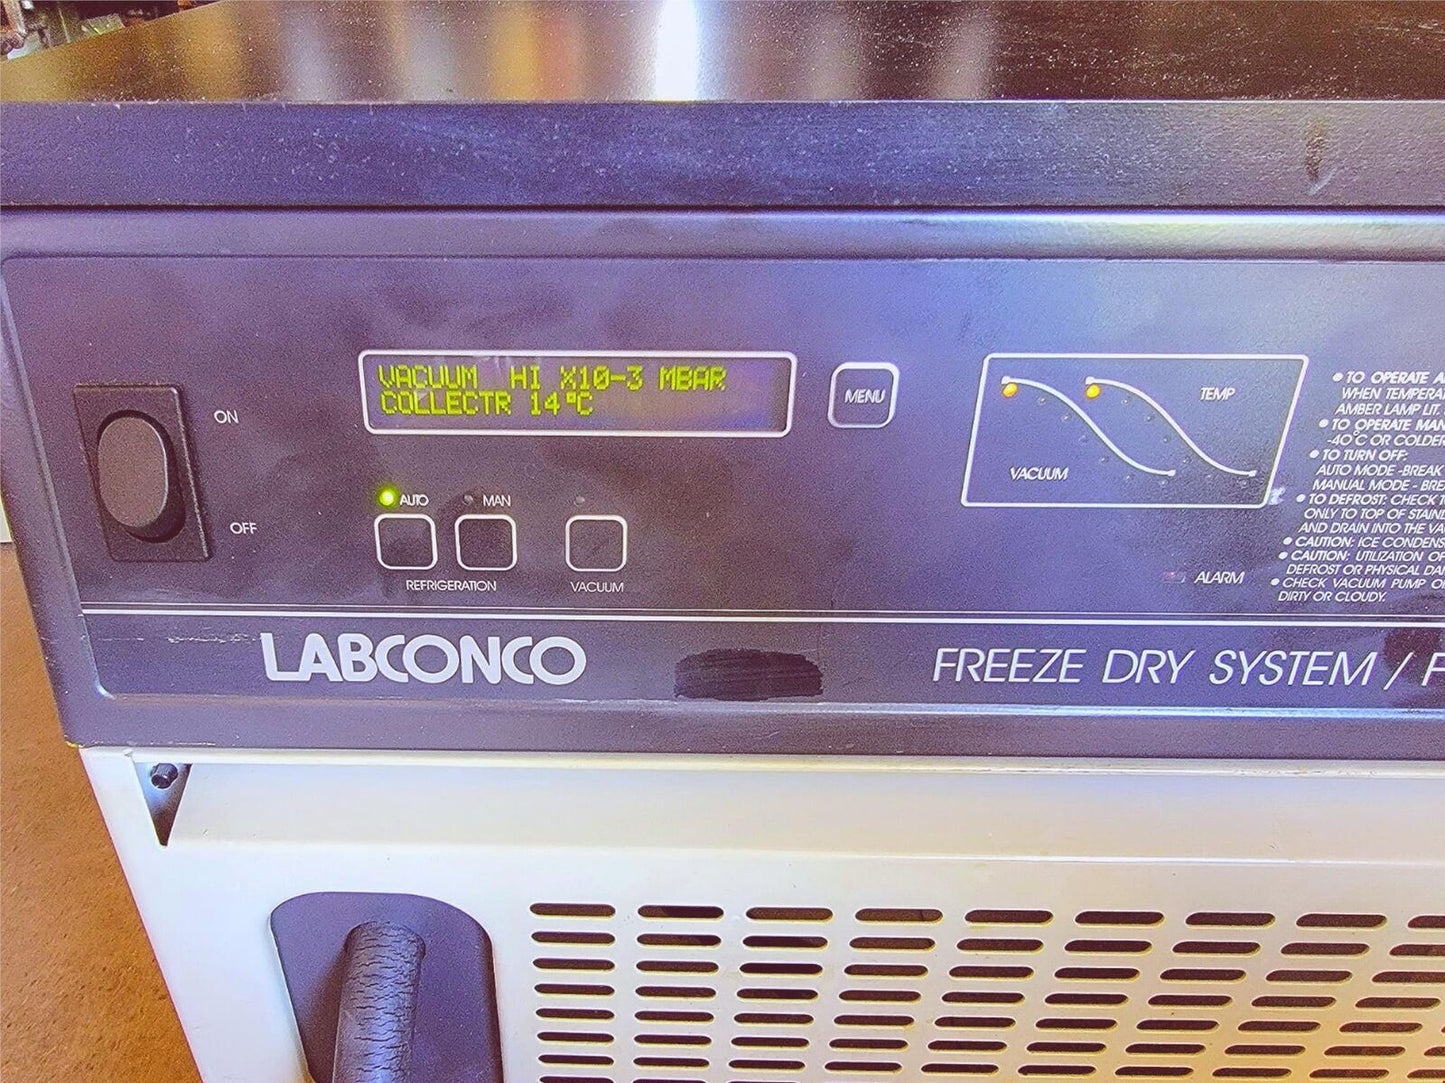 VACUUM HI X10-3 MBAR
COLLECTR 14°C
MENU
ON
OFF
AUTO
MAN
REFRIGERATION
VACUUM
TEMP
VACUUM
ALARM
• TO OPERATE A
WHEN TEMPERA
AMBER LAMP LIT.
• TO OPERATE MAN
-40°C OR COLDER
• TO TURN OFF:
AUTO MODE -BREAK
MANUAL MODE - BRE
• TO DEFROST: CHECK
ONLY TO TOP OF STAIN
AND DRAIN INTO THE VA
• CAUTION: ICE CONDENS
• CAUTION: UTILIZATION OF
DEFROST OR PHYSICAL DA
• CHECK VACUUM PUMP O
DIRTY OR CLOUDY.
LABCONCO
FREEZE DRY SYSTEM / F